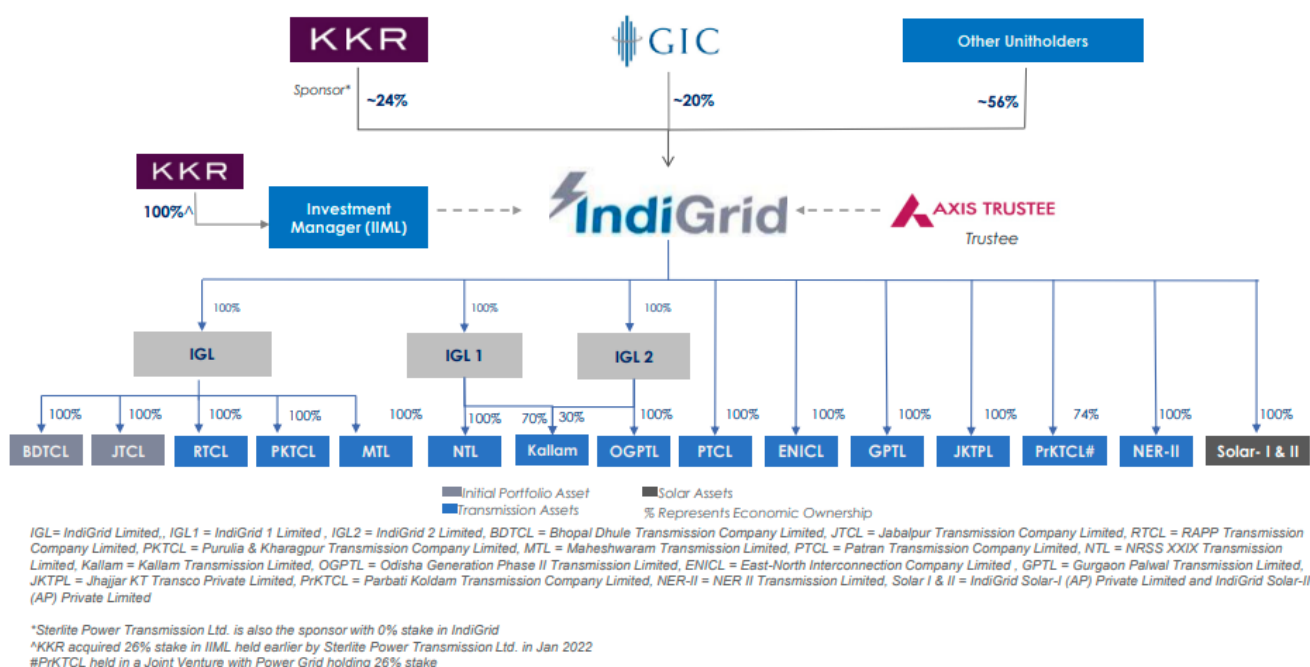 KKR
GIC
Other Unitholders
Sponsor*
~24%
~20%
~56%
KKR
100%^
Investment
Manager (IIML)
IndiGrid
AXIS TRUSTEE
Trustee
100% 100% 100%
IGL IGL 1 IGL 2
100% 100% 100% 100% 100% 100% 70% 30% 100% 100% 100% 100% 100% 74% 100% 100%
BDTCL JTCL RTCL PKTCL MTL NTL Kallam OGPTL PTCL ENICL GPTL JKTPL PrKTCL# NER-II Solar- I & II
Initial Portfolio Asset Solar Assets
Transmission Assets % Represents Economic Ownership
IGL= IndiGrid Limited,, IGL1 = IndiGrid 1 Limited , IGL2 = IndiGrid 2 Limited, BDTCL = Bhopal Dhule Transmission Company Limited, JTCL = Jabalpur Transmission Company Limited, RTCL = RAPP Transmission
Company Limited, PKTCL = Purulia & Kharagpur Transmission Company Limited, MTL = Maheshwaram Transmission Limited, PTCL = Patran Transmission Company Limited, NTL = NRSS XXIX Transmission
Limited, Kallam = Kallam Transmission Limited, OGPTL = Odisha Generation Phase II Transmission Limited, ENICL = East-North Interconnection Company Limited , GPTL = Gurgaon Palwal Transmission Limited,
JKTPL = Jhajjar KT Transco Private Limited, PrKTCL = Parbati Koldam Transmission Company Limited, NER-II = NER II Transmission Limited, Solar I & II = IndiGrid Solar-I (AP) Private Limited and IndiGrid Solar-II
(AP) Private Limited
*Sterlite Power Transmission Ltd. is also the sponsor with 0% stake in IndiGrid
^KKR acquired 26% stake in IIML held earlier by Sterlite Power Transmission Ltd. in Jan 2022
#PrKTCL held in a Joint Venture with Power Grid holding 26% stake